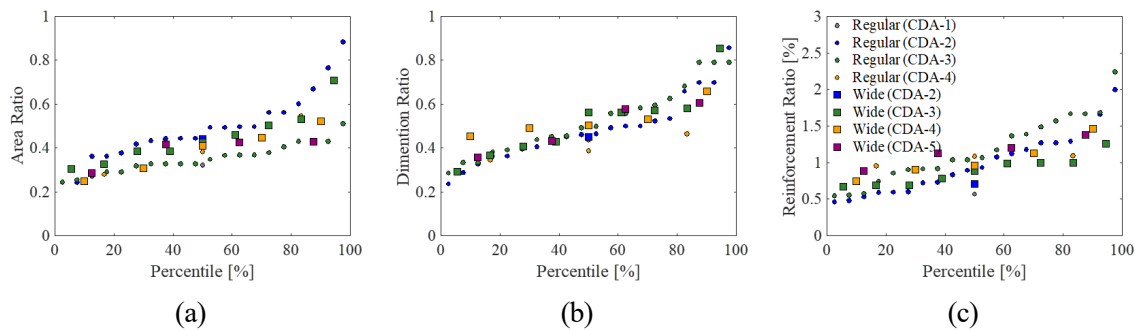 1
0.8
0.6
0.4
0.2
0
0 20 40 60 80 100
Area Ratio
Percentile [%]
(a)
1
0.8
0.6
0.4
0.2
0
0 20 40 60 80 100
Dimention Ratio
Percentile [%]
(b)
3
2.5
2
1.5
1
0.5
0
0 20 40 60 80 100
Reinforcement Ratio [%]
Percentile [%]
Regular (CDA-1)
Regular (CDA-2)
Regular (CDA-3)
Regular (CDA-4)
Wide (CDA-2)
Wide (CDA-3)
Wide (CDA-4)
Wide (CDA-5)
(c)